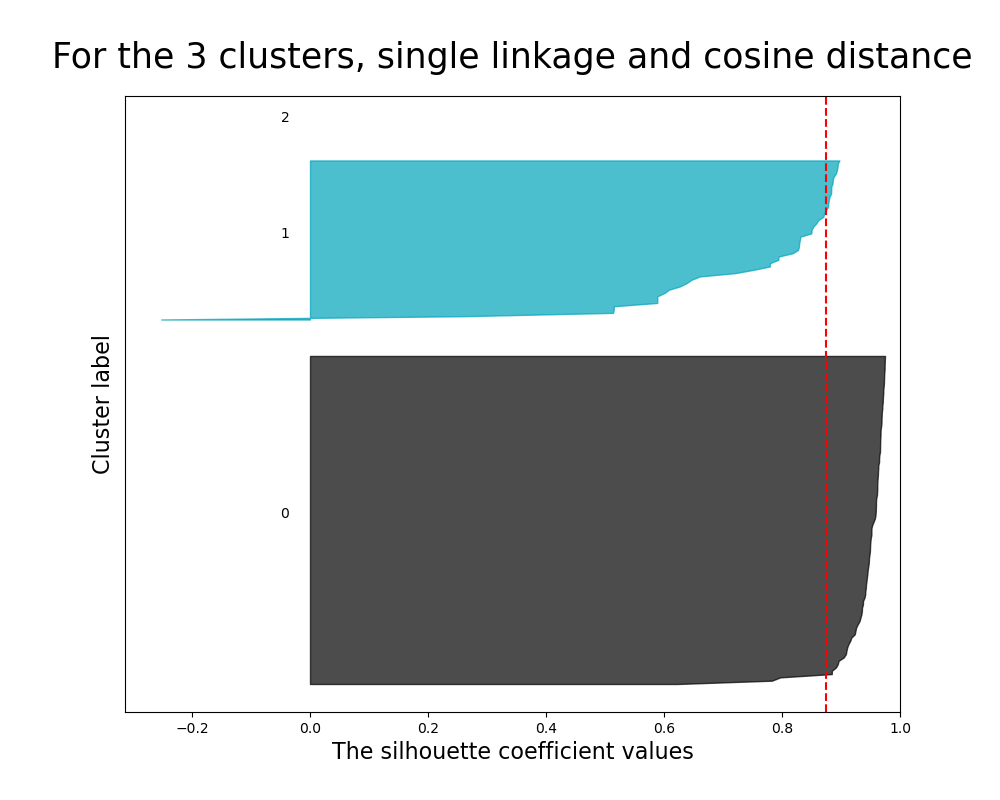 For the 3 clusters, single linkage and cosine distance
2
1
0
Cluster label
−0.2 0.0 0.2 0.4 0.6 0.8 1.0
The silhouette coefficient values